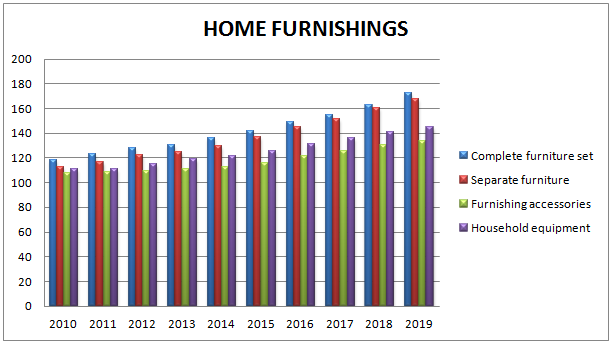 HOME FURNISHINGS
200
180
160
140
120
100
80
60
40
20
0
2010 2011 2012 2013 2014 2015 2016 2017 2018 2019
Complete furniture set
Separate furniture
Furnishing accessories
Household equipment